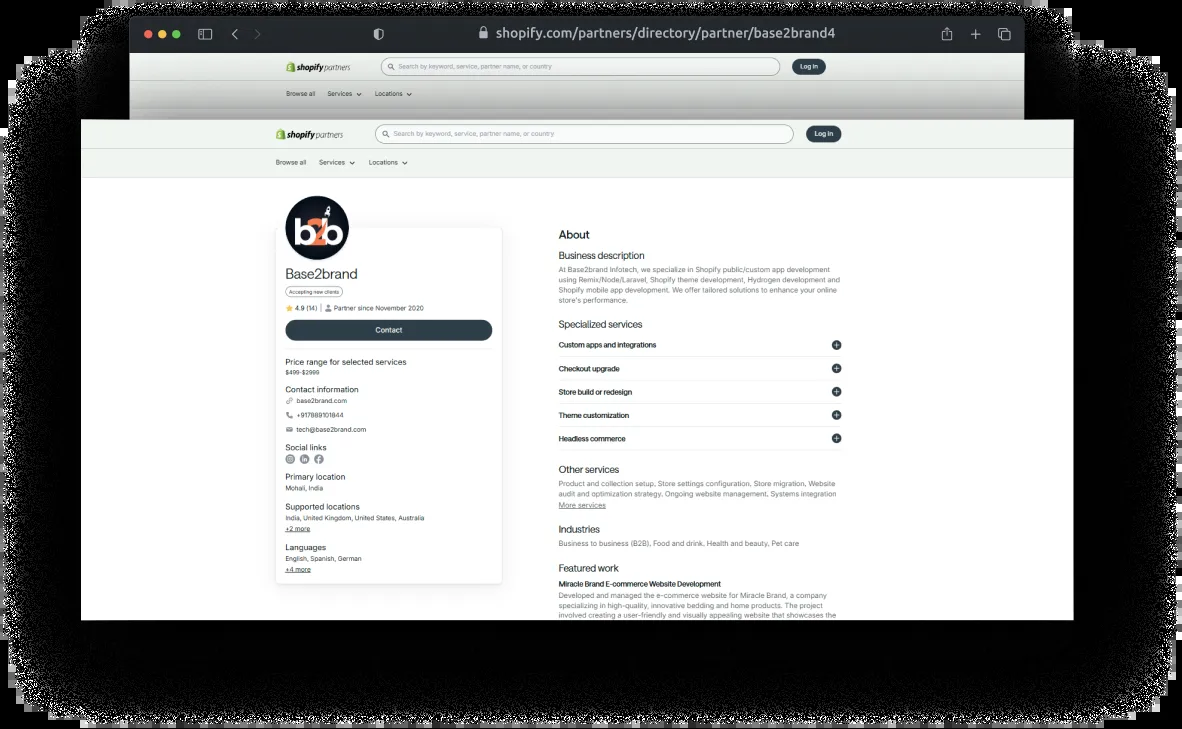 shopify.com/partners/directory/partner/base2brand4
shopify partners
Search by keyword, service, partner name, or country
Log in
Browse all
Services
Locations
shopify partners
Search by keyword, service, partner name, or country
Log in
Browse all
Services
Locations
b2b
Base2brand
Accepting new clients
4.9 (14) | Partner since November 2020
Contact
Price range for selected services
$499-$2999
Contact information
base2brand.com
+917889101844
tech@base2brand.com
Social links
Primary location
Mohali, India
Supported locations
India, United Kingdom, United States, Australia
+2 more
Languages
English, Spanish, German
+4 more
About
Business description
At Base2brand Infotech, we specialize in Shopify public/custom app development
using Remix/Node/Laravel, Shopify theme development, Hydrogen development and
Shopify mobile app development. We offer tailored solutions to enhance your online
store's performance.
Specialized services
Custom apps and integrations
Checkout upgrade
Store build or redesign
Theme customization
Headless commerce
Other services
Product and collection setup, Store settings configuration, Store migration, Website
audit and optimization strategy, Ongoing website management, Systems integration
More services
Industries
Business to business (B2B), Food and drink, Health and beauty, Pet care
Featured work
Miracle Brand E-commerce Website Development
Developed and managed the e-commerce website for Miracle Brand, a company
specializing in high-quality, innovative bedding and home products. The project
involved creating a user-friendly and visually appealing website that showcases the